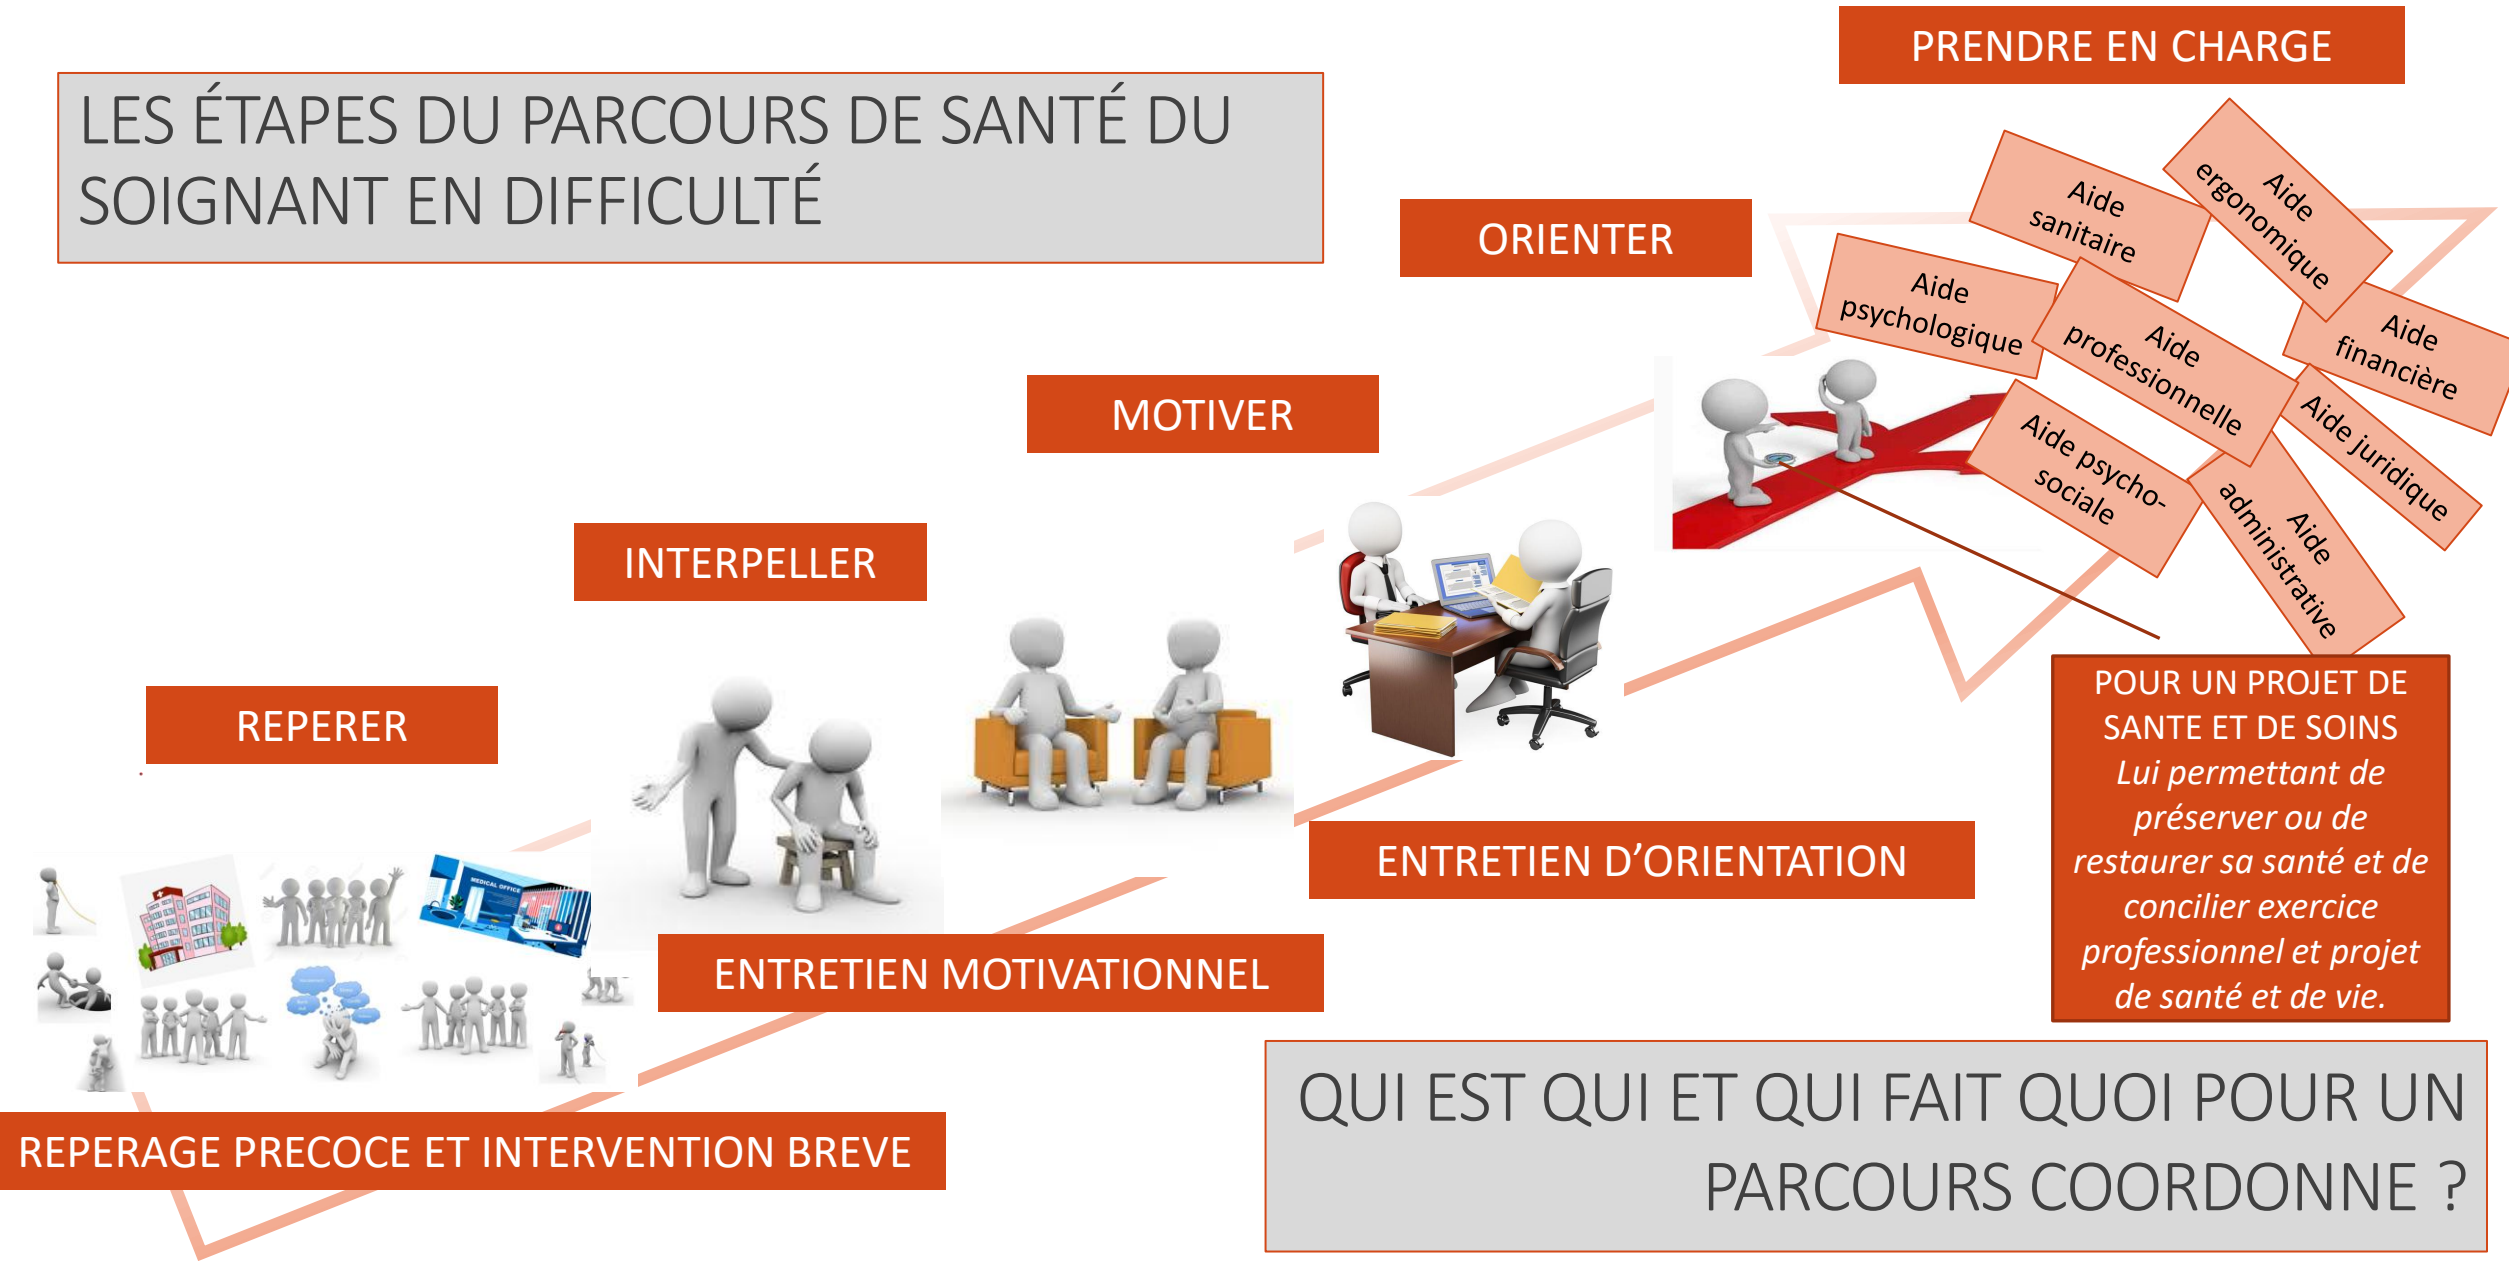 PRENDRE EN CHARGE
LES ÉTAPES DU PARCOURS DE SANTÉ DU
SOIGNANT EN DIFFICULTÉ
ORIENTER
Aide
sanitaire
Aide
ergonomique
Aide
psychologique
Aide
professionnelle
Aide
financière
MOTIVER
Aide psycho-
sociale
Aide juridique
Aide
administrative
INTERPELLER
REPERER
POUR UN PROJET DE
SANTE ET DE SOINS
Lui permettant de
préserver ou de
restaurer sa santé et de
concilier exercice
professionnel et projet
de santé et de vie.
ENTRETIEN D’ORIENTATION
MEDICAL OFFICE
ENTRETIEN MOTIVATIONNEL
REPERAGE PRECOCE ET INTERVENTION BREVE
QUI EST QUI ET QUI FAIT QUOI POUR UN
PARCOURS COORDONNE ?